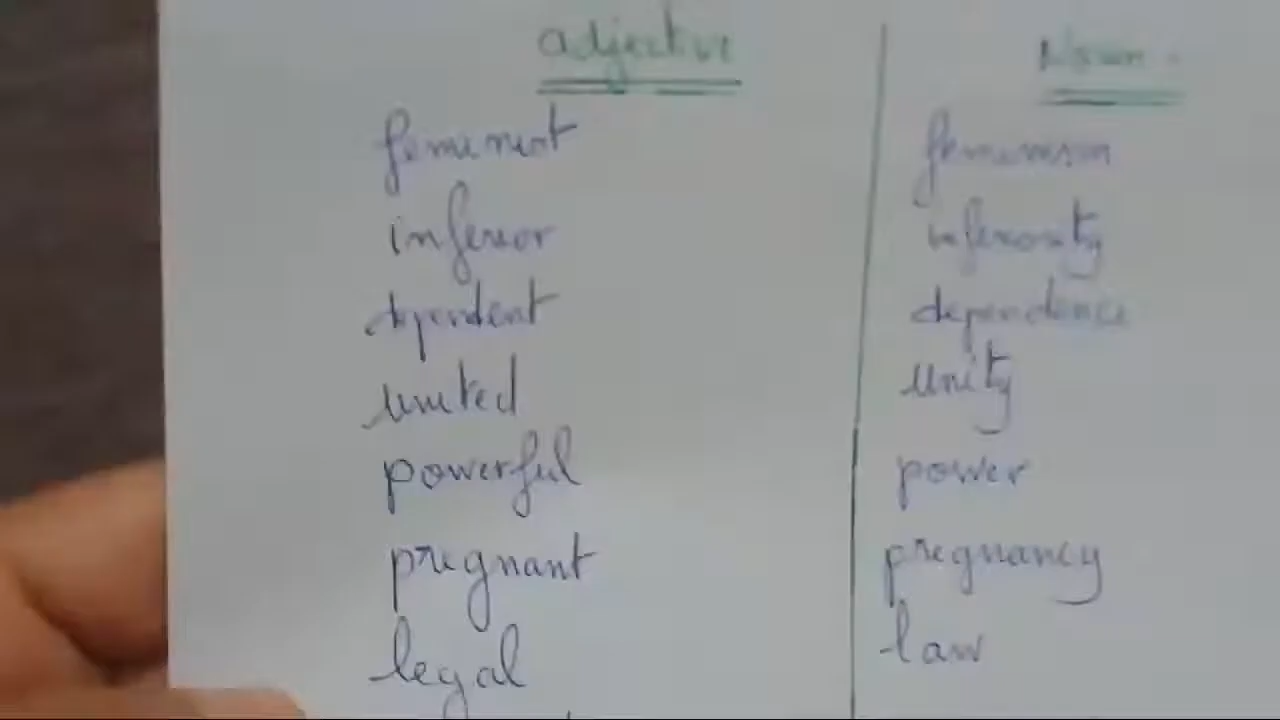 adjective Noun.
feminist feminism
inferior inferiority
dependent dependence
united unity
powerful power
pregnant pregnancy
legal law